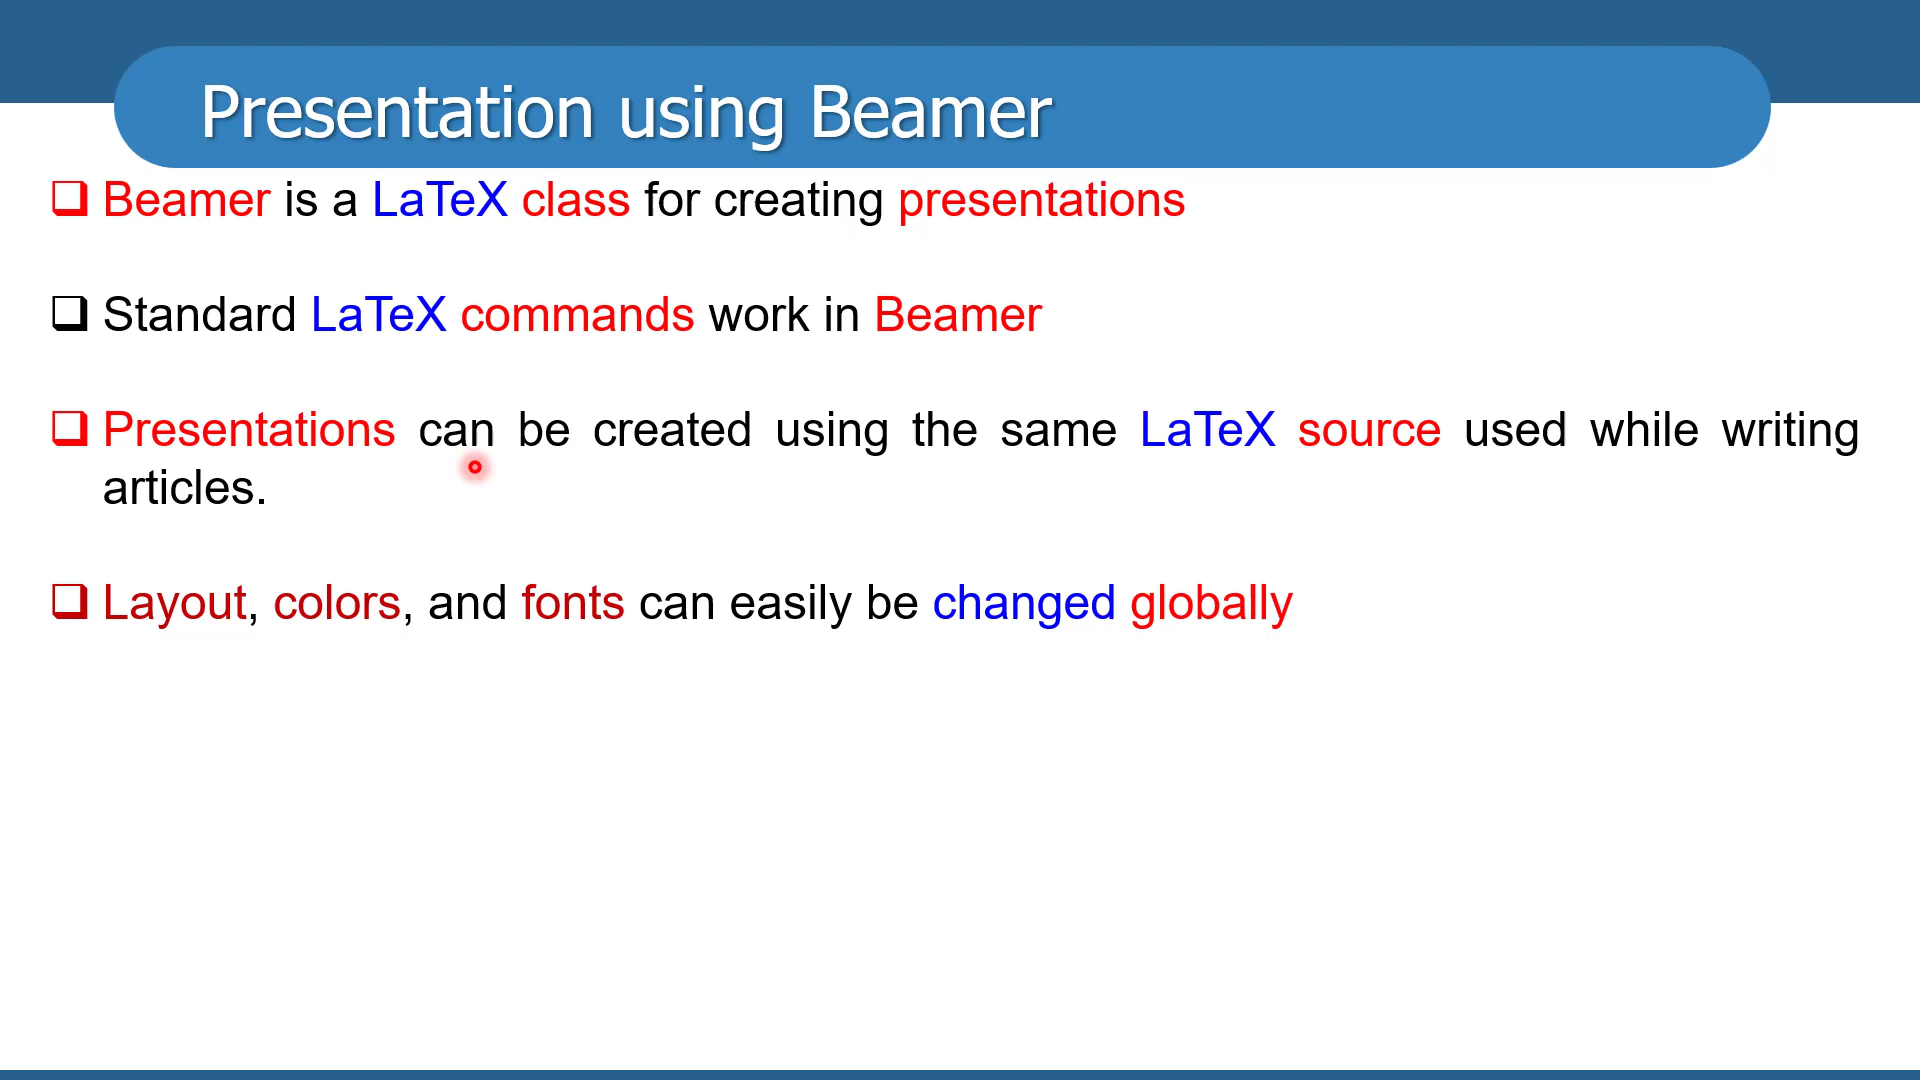 Presentation using Beamer
Beamer is a LaTeX class for creating presentations
Standard LaTeX commands work in Beamer
Presentations can be created using the same LaTeX source used while writing
articles.
Layout, colors, and fonts can easily be changed globally